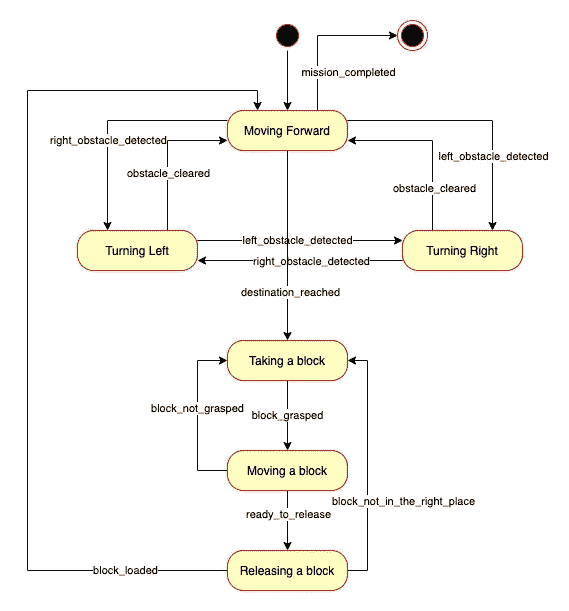 mission_completed
Moving Forward
right_obstacle_detected
left_obstacle_detected
obstacle_cleared
obstacle_cleared
Turning Left
left_obstacle_detected
Turning Right
right_obstacle_detected
destination_reached
Taking a block
block_not_grasped
block_grasped
Moving a block
block_not_in_the_right_place
ready_to_release
block_loaded
Releasing a block